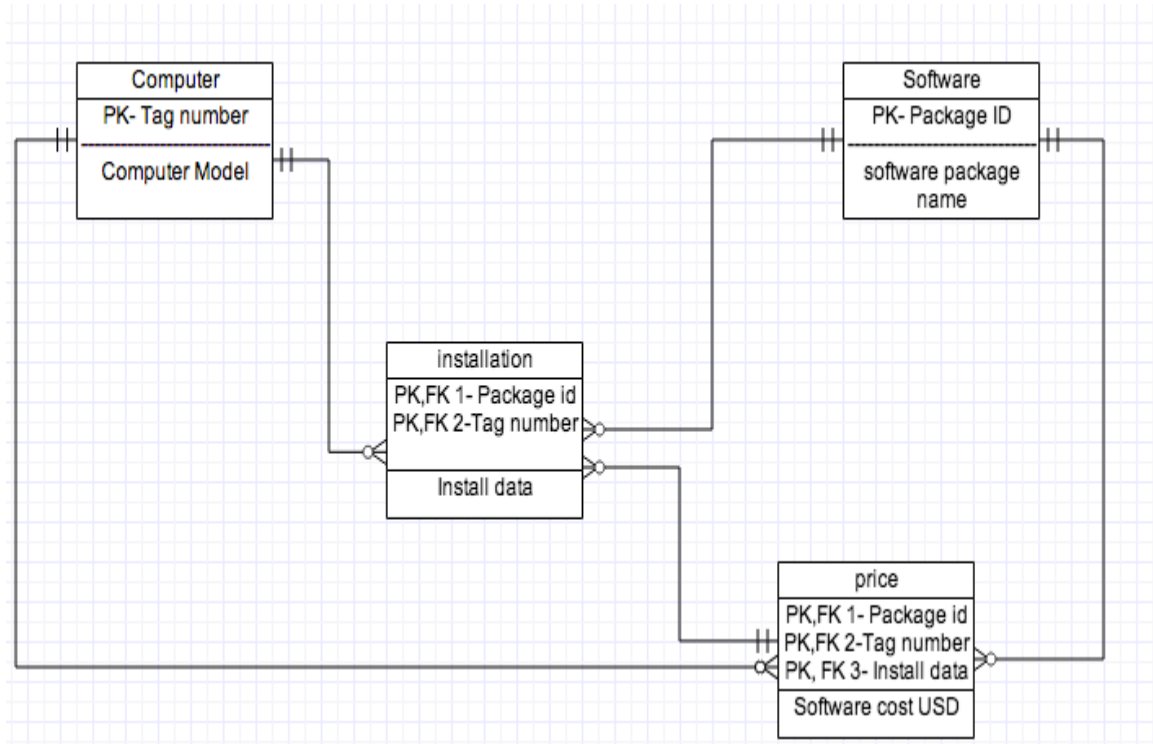 Computer
PK- Tag number
Computer Model
Software
PK- Package ID
software package
name
installation
PK,FK 1- Package id
PK,FK 2-Tag number
Install data
price
PK,FK 1- Package id
PK,FK 2-Tag number
PK, FK 3- Install data
Software cost USD